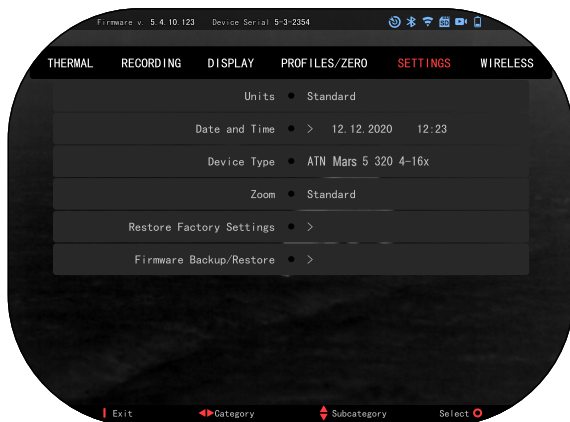 Firmware v. 5.4.10.123 Device Serial 5-3-2354 SD
THERMAL RECORDING DISPLAY PROFILES/ZERO SETTINGS WIRELESS
Units Standard
Date and Time > 12.12.2020 12:23
Device Type ATN Mars 5 320 4-16x
Zoom Standard
Restore Factory Settings >
Firmware Backup/Restore >
Exit Category Subcategory Select